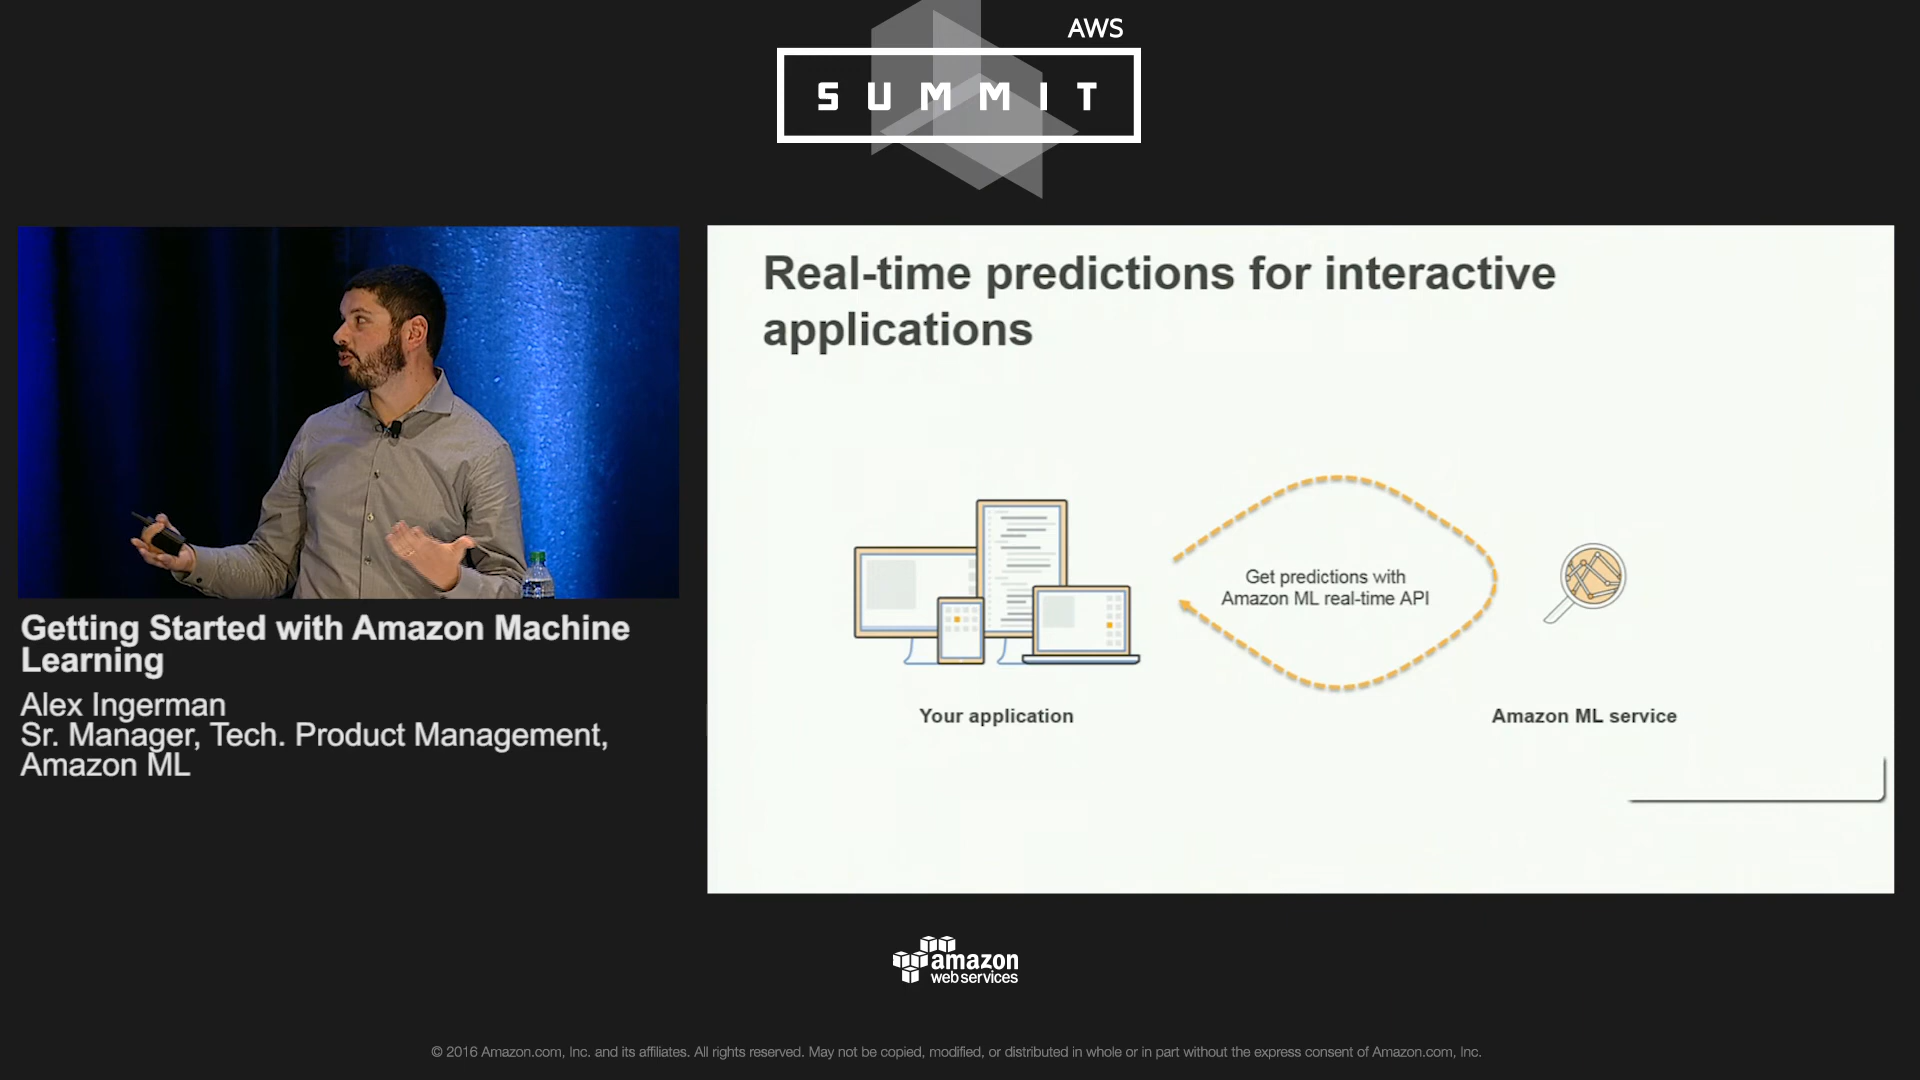 AWS
SUMMIT
Real-time predictions for interactive
applications
Get predictions with
Amazon ML real-time API
Your application
Amazon ML service
Getting Started with Amazon Machine
Learning
Alex Ingerman
Sr. Manager, Tech. Product Management,
Amazon ML
amazon
web services
© 2016 Amazon.com, Inc. and its affiliates. All rights reserved. May not be copied, modified, or distributed in whole or in part without the express consent of Amazon.com, Inc.